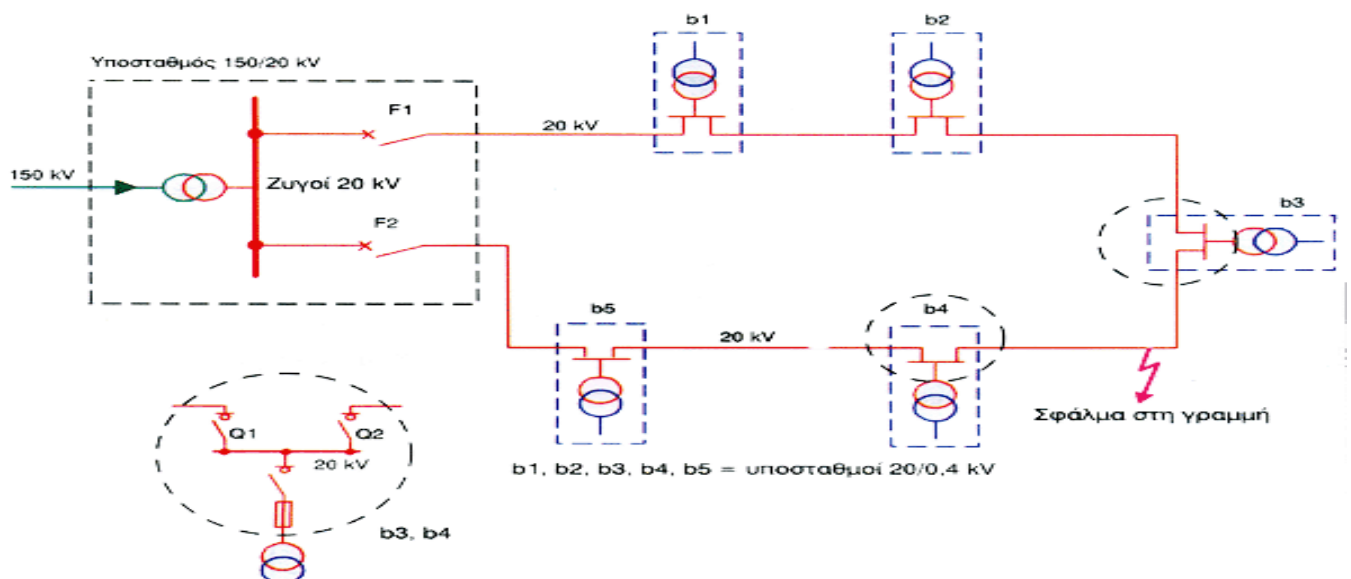 b1
b2
Υποσταθμός 150/20 kV
F1
20 kV
150 kV
Ζυγοί 20 kV
b3
F2
b5
20 kV
b4
Σφάλμα στη γραμμή
Q1
Q2
20 kV
b1, b2, b3, b4, b5 = υποσταθμοί 20/0,4 kV
b3, b4